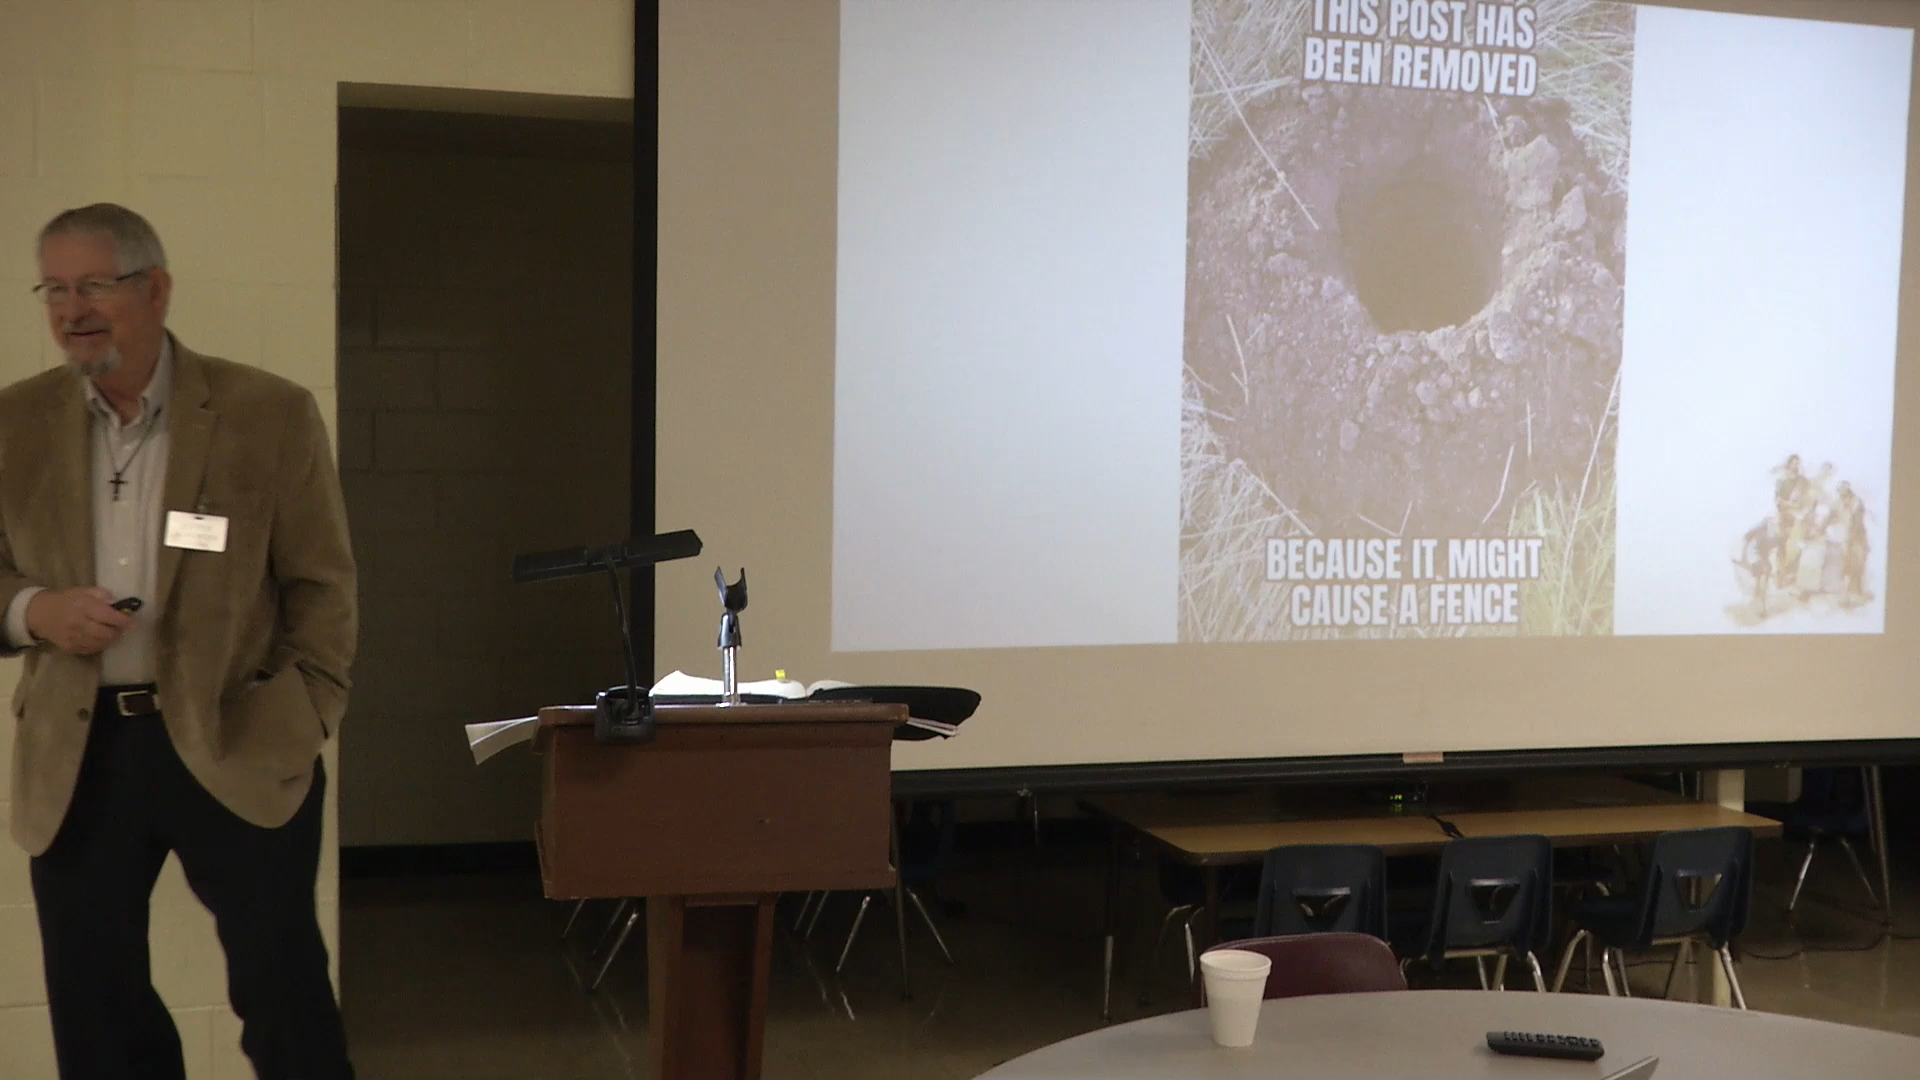 THIS POST HAS
BEEN REMOVED
BECAUSE IT MIGHT
CAUSE A FENCE